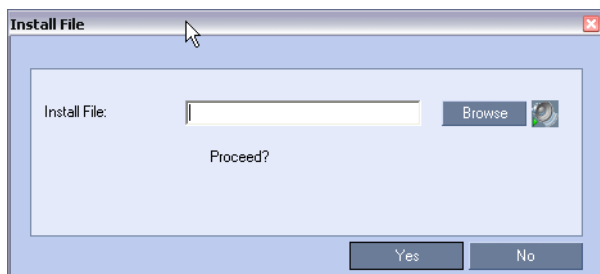 Install File
Install File:
Browse
Proceed?
Yes
No